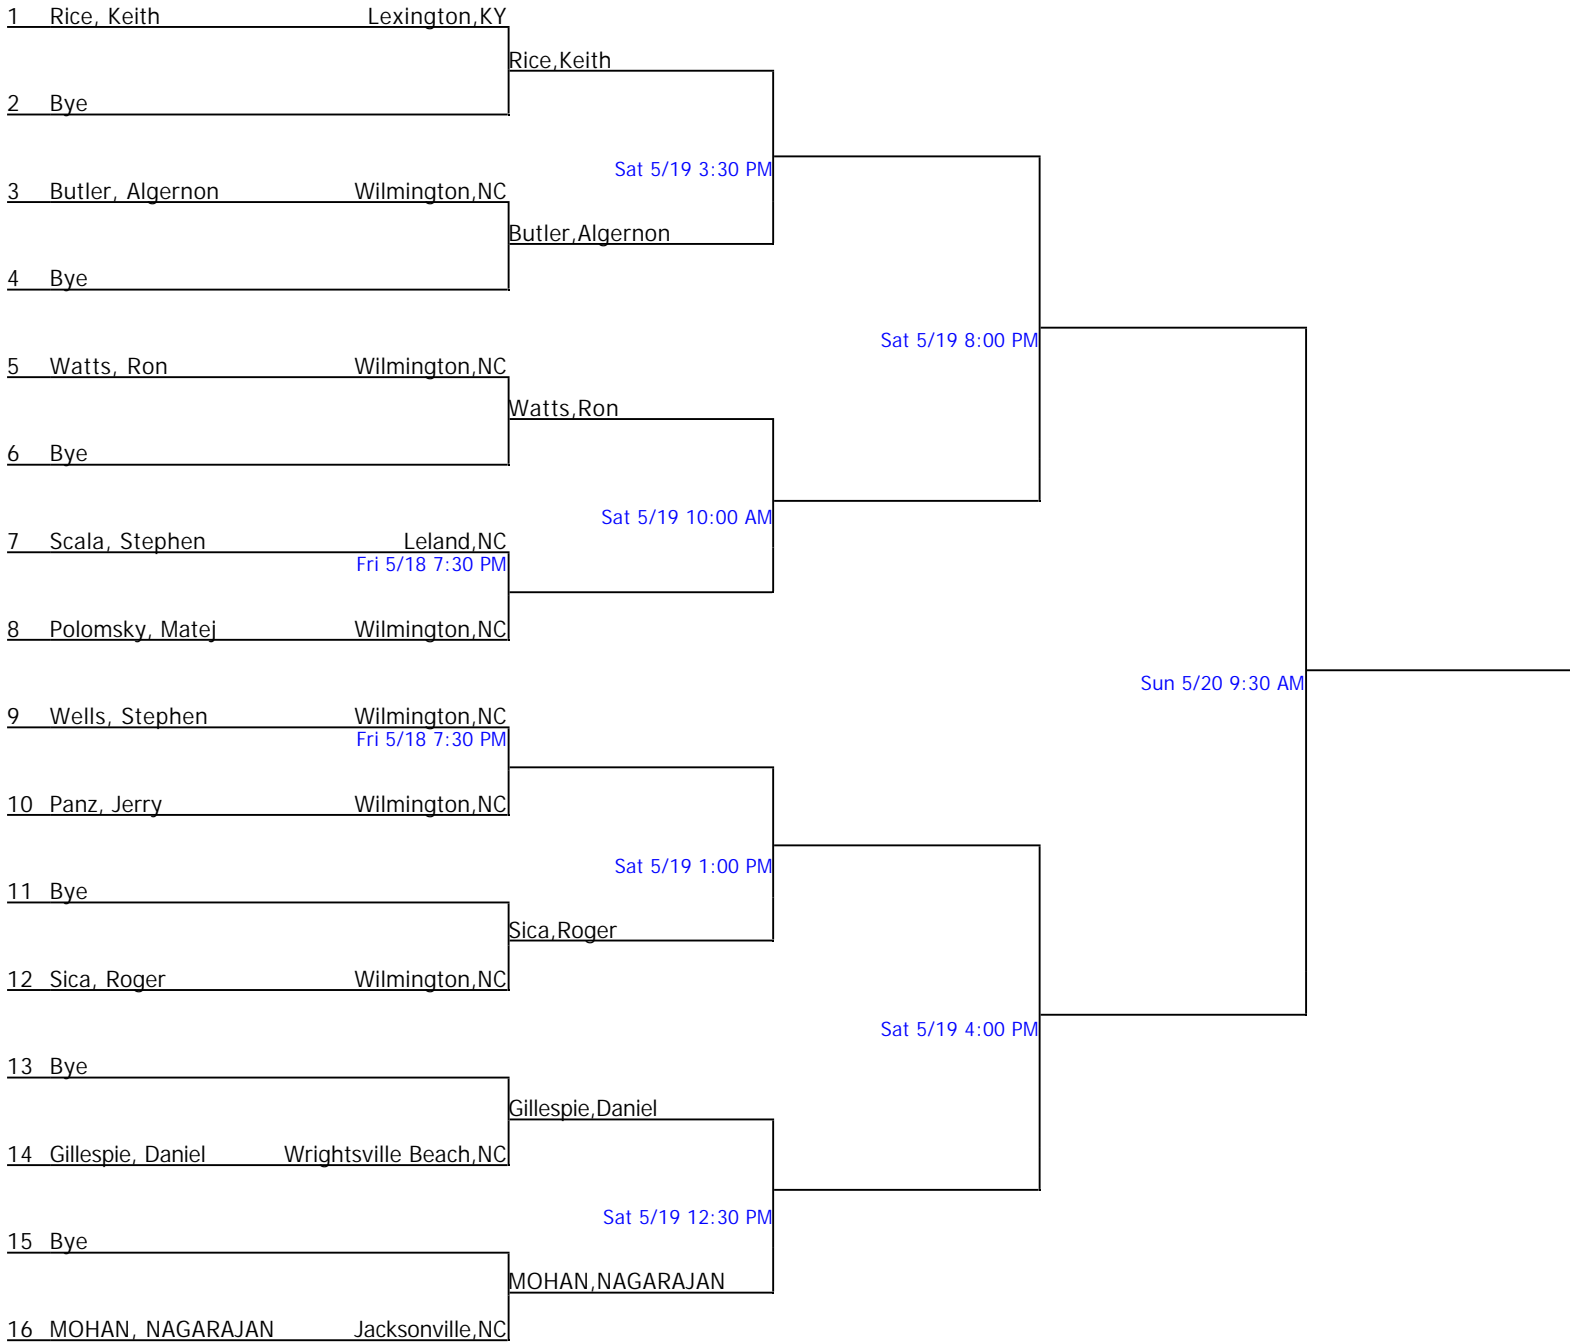 1 Rice, Keith Lexington,KY
Rice,Keith
2 Bye
Sat 5/19 3:30 PM
3 Butler, Algernon Wilmington,NC
Butler,Algernon
4 Bye
Sat 5/19 8:00 PM
5 Watts, Ron Wilmington,NC
Watts,Ron
6 Bye
Sat 5/19 10:00 AM
7 Scala, Stephen Leland,NC
Fri 5/18 7:30 PM
8 Polomsky, Matej Wilmington,NC
Sun 5/20 9:30 AM
9 Wells, Stephen Wilmington,NC
Fri 5/18 7:30 PM
10 Panz, Jerry Wilmington,NC
Sat 5/19 1:00 PM
11 Bye
Sica,Roger
12 Sica, Roger Wilmington,NC
Sat 5/19 4:00 PM
13 Bye
Gillespie,Daniel
14 Gillespie, Daniel Wrightsville Beach,NC
Sat 5/19 12:30 PM
15 Bye
MOHAN,NAGARAJAN
16 MOHAN, NAGARAJAN Jacksonville,NC